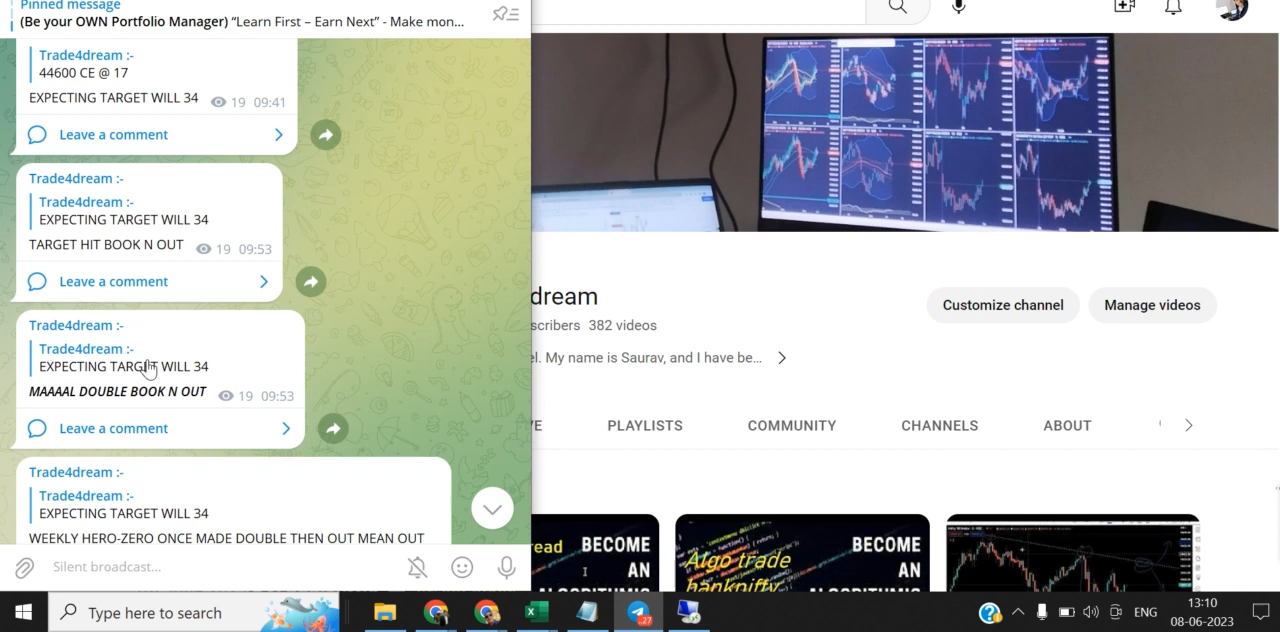 Pinned message
(Be your OWN Portfolio Manager) “Learn First – Earn Next” - Make mon...
Trade4dream :-
44600 CE @ 17
EXPECTING TARGET WILL 34
19 09:41
Leave a comment
Trade4dream :-
Trade4dream :-
EXPECTING TARGET WILL 34
TARGET HIT BOOK N OUT
19 09:53
Leave a comment
Trade4dream :-
Trade4dream :-
EXPECTING TARGET WILL 34
MAAAAL DOUBLE BOOK N OUT
19 09:53
Leave a comment
Trade4dream :-
Trade4dream :-
EXPECTING TARGET WILL 34
WEEKLY HERO-ZERO ONCE MADE DOUBLE THEN OUT MEAN OUT
Silent broadcast...
dream
scribers 382 videos
el. My name is Saurav, and I have be...
Customize channel
Manage videos
VE
PLAYLISTS
COMMUNITY
CHANNELS
ABOUT
read
BECOME
AN
Algo trade
banknifty
BECOME
AN
Type here to search
27
ENG
13:10
08-06-2023